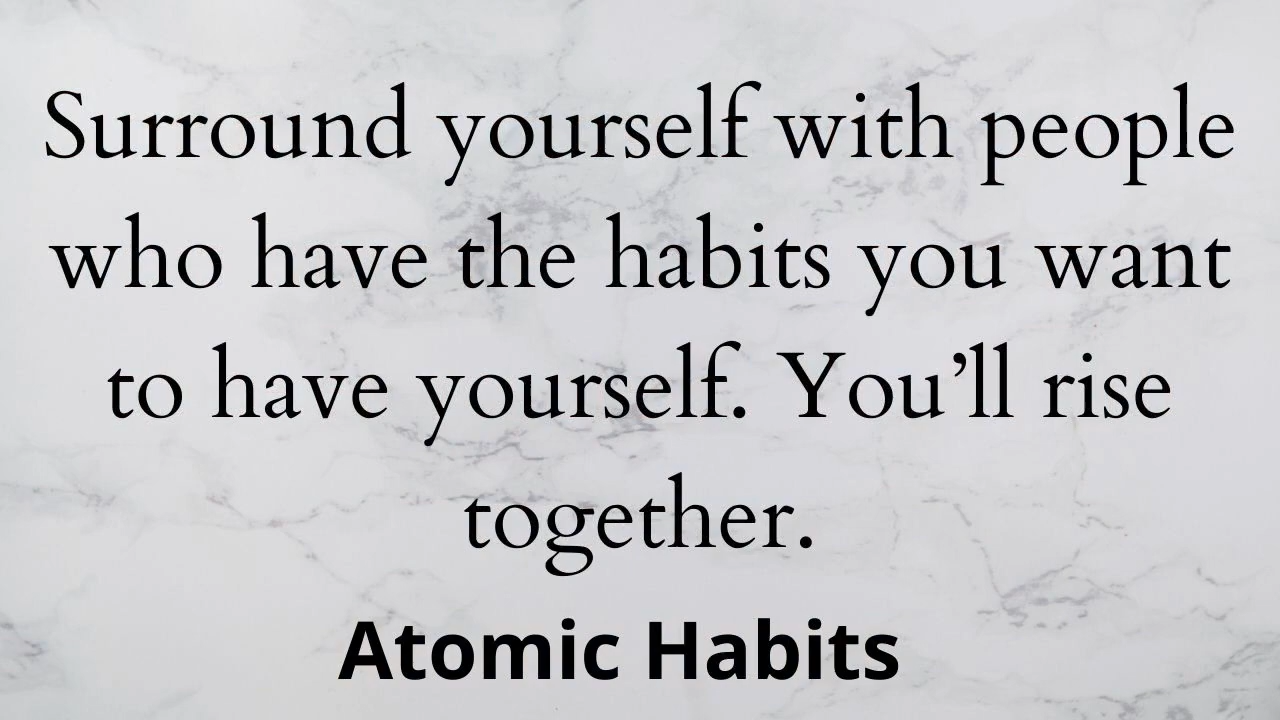 Surround yourself with people
who have the habits you want
to have yourself. You’ll rise
together.
Atomic Habits